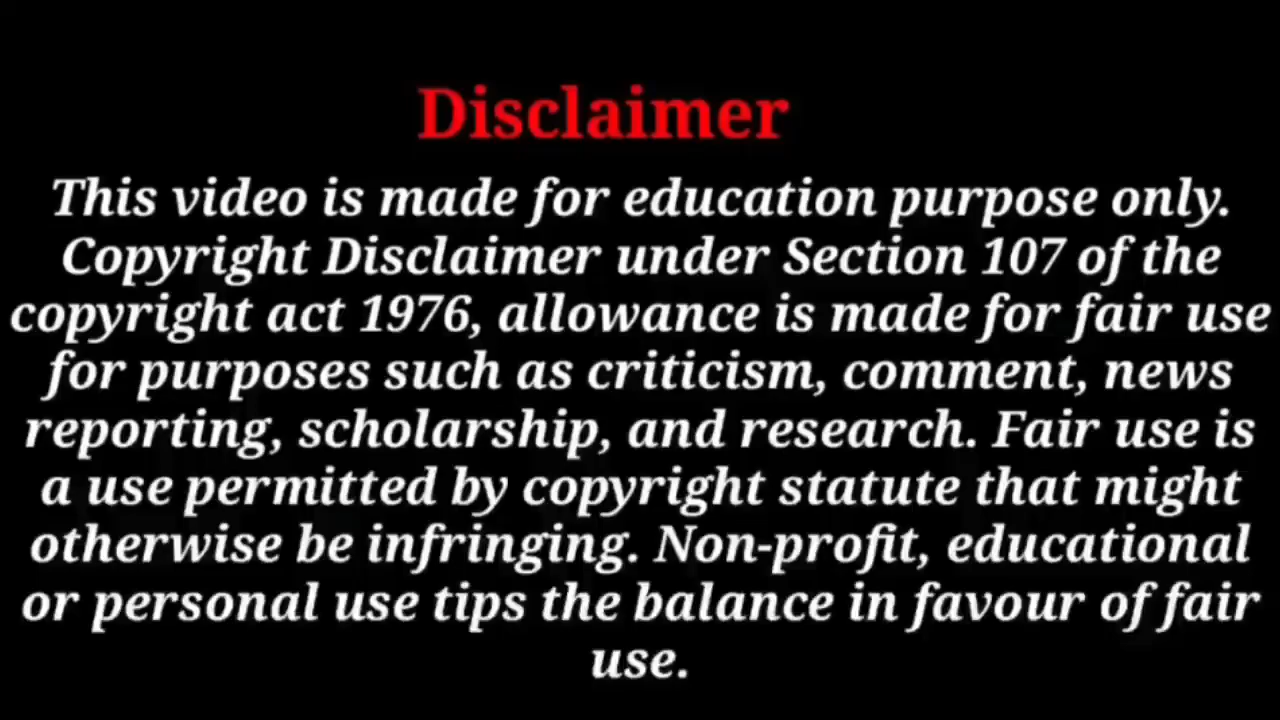 Disclaimer
This video is made for education purpose only.
Copyright Disclaimer under Section 107 of the
copyright act 1976, allowance is made for fair use
for purposes such as criticism, comment, news
reporting, scholarship, and research. Fair use is
a use permitted by copyright statute that might
otherwise be infringing. Non-profit, educational
or personal use tips the balance in favour of fair
use.